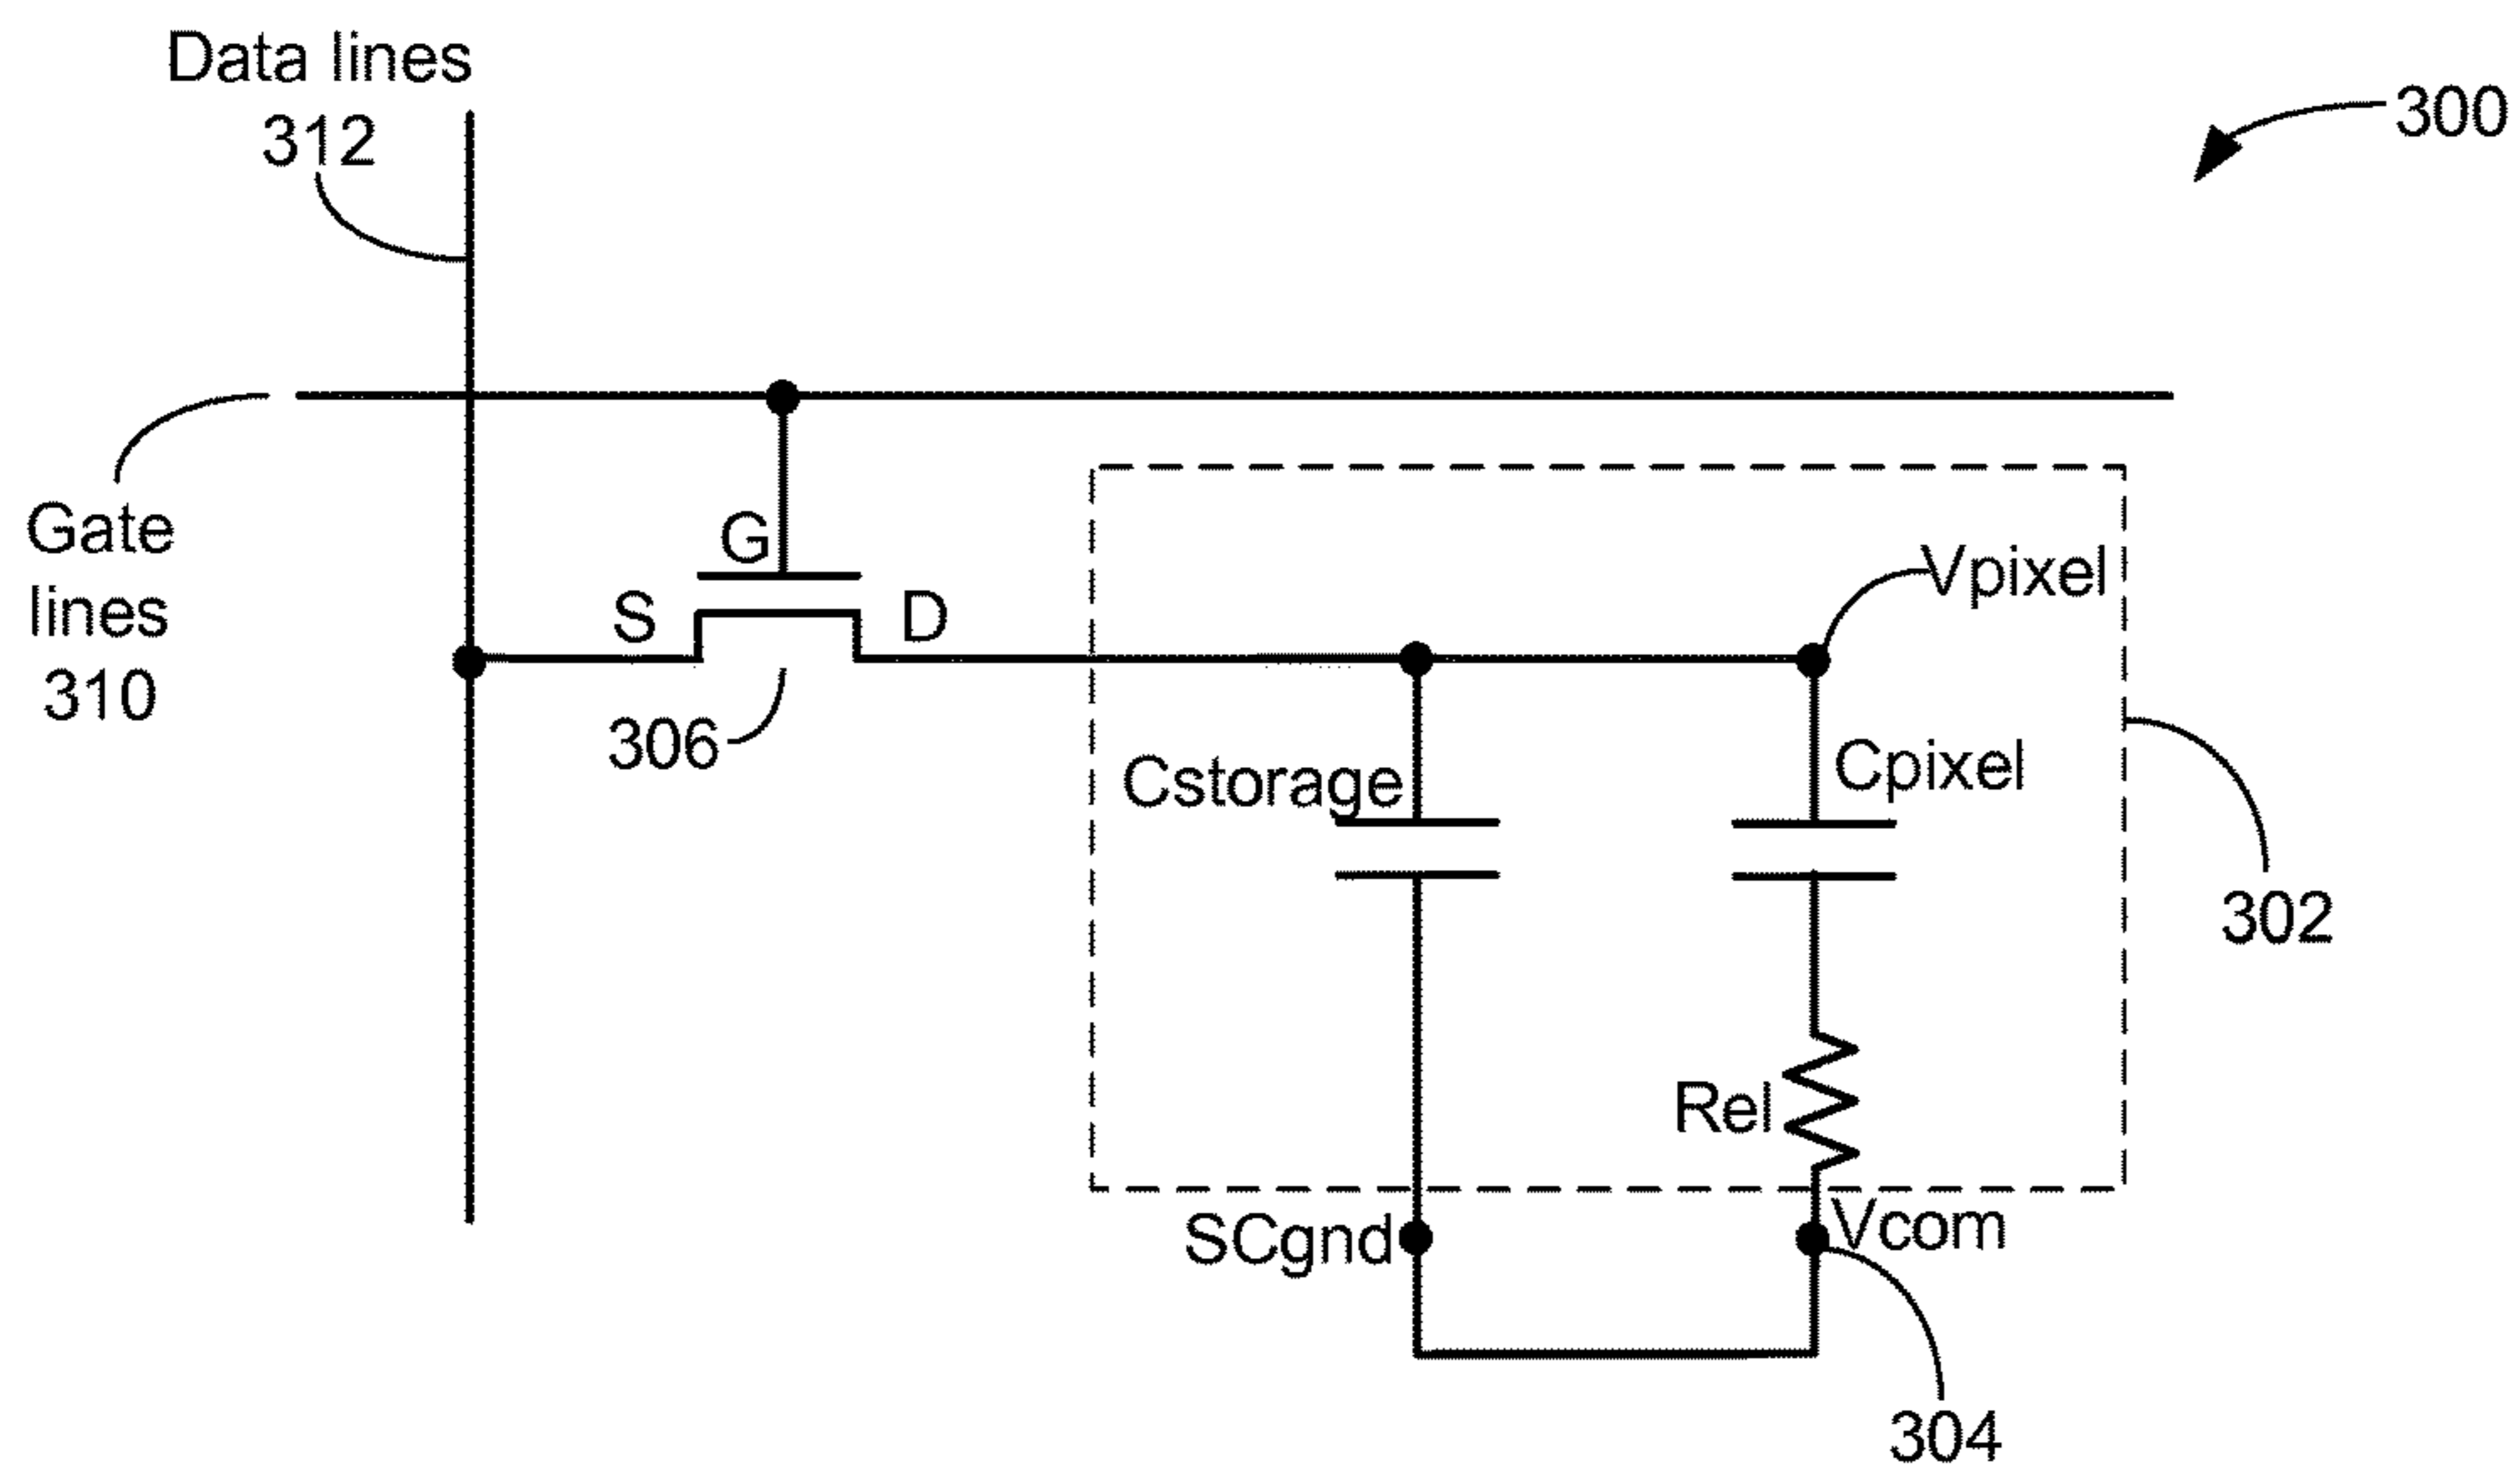 Data lines
312
300
Gate
lines
310
G
S
D
306
Vpixel
Cstorage
Cpixel
302
Rel
SCgnd
Vcom
304